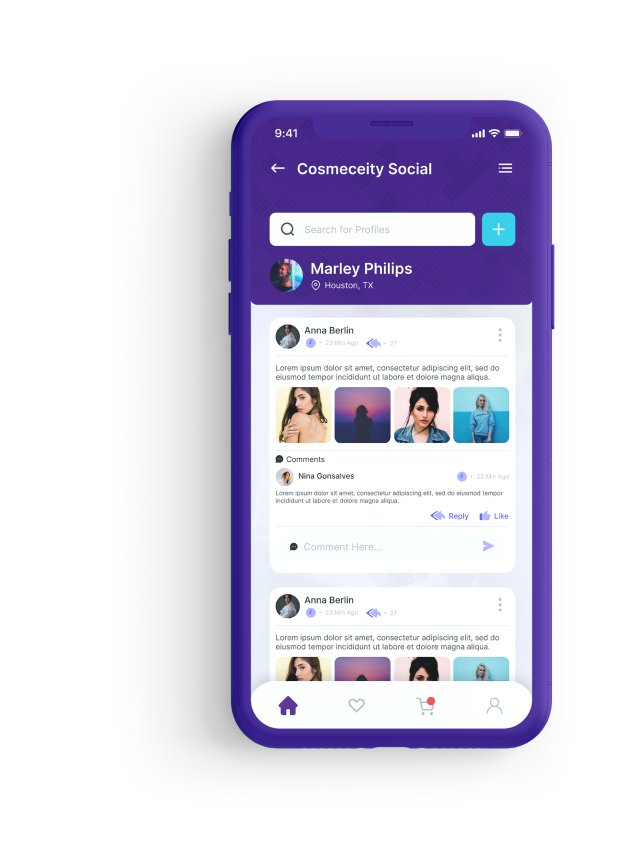 9:41
Cosmeceity Social
Search for Profiles
Marley Philips
Houston, TX
Anna Berlin
23 Min Ago
27
Lorem ipsum dolor sit amet, consectetur adipiscing elit, sed do
eiusmod tempor incididunt ut labore et dolore magna aliqua.
Comments
Nina Gonsalves
23 Min Ago
Lorem ipsum dolor sit amet, consectetur adipiscing elit, sed do eiusmod tempor
incididunt ut labore et dolore magna aliqua.
Reply Like
Comment Here...
Anna Berlin
23 Min Ago
27
Lorem ipsum dolor sit amet, consectetur adipiscing elit, sed do
eiusmod tempor incididunt ut labore et dolore magna aliqua.